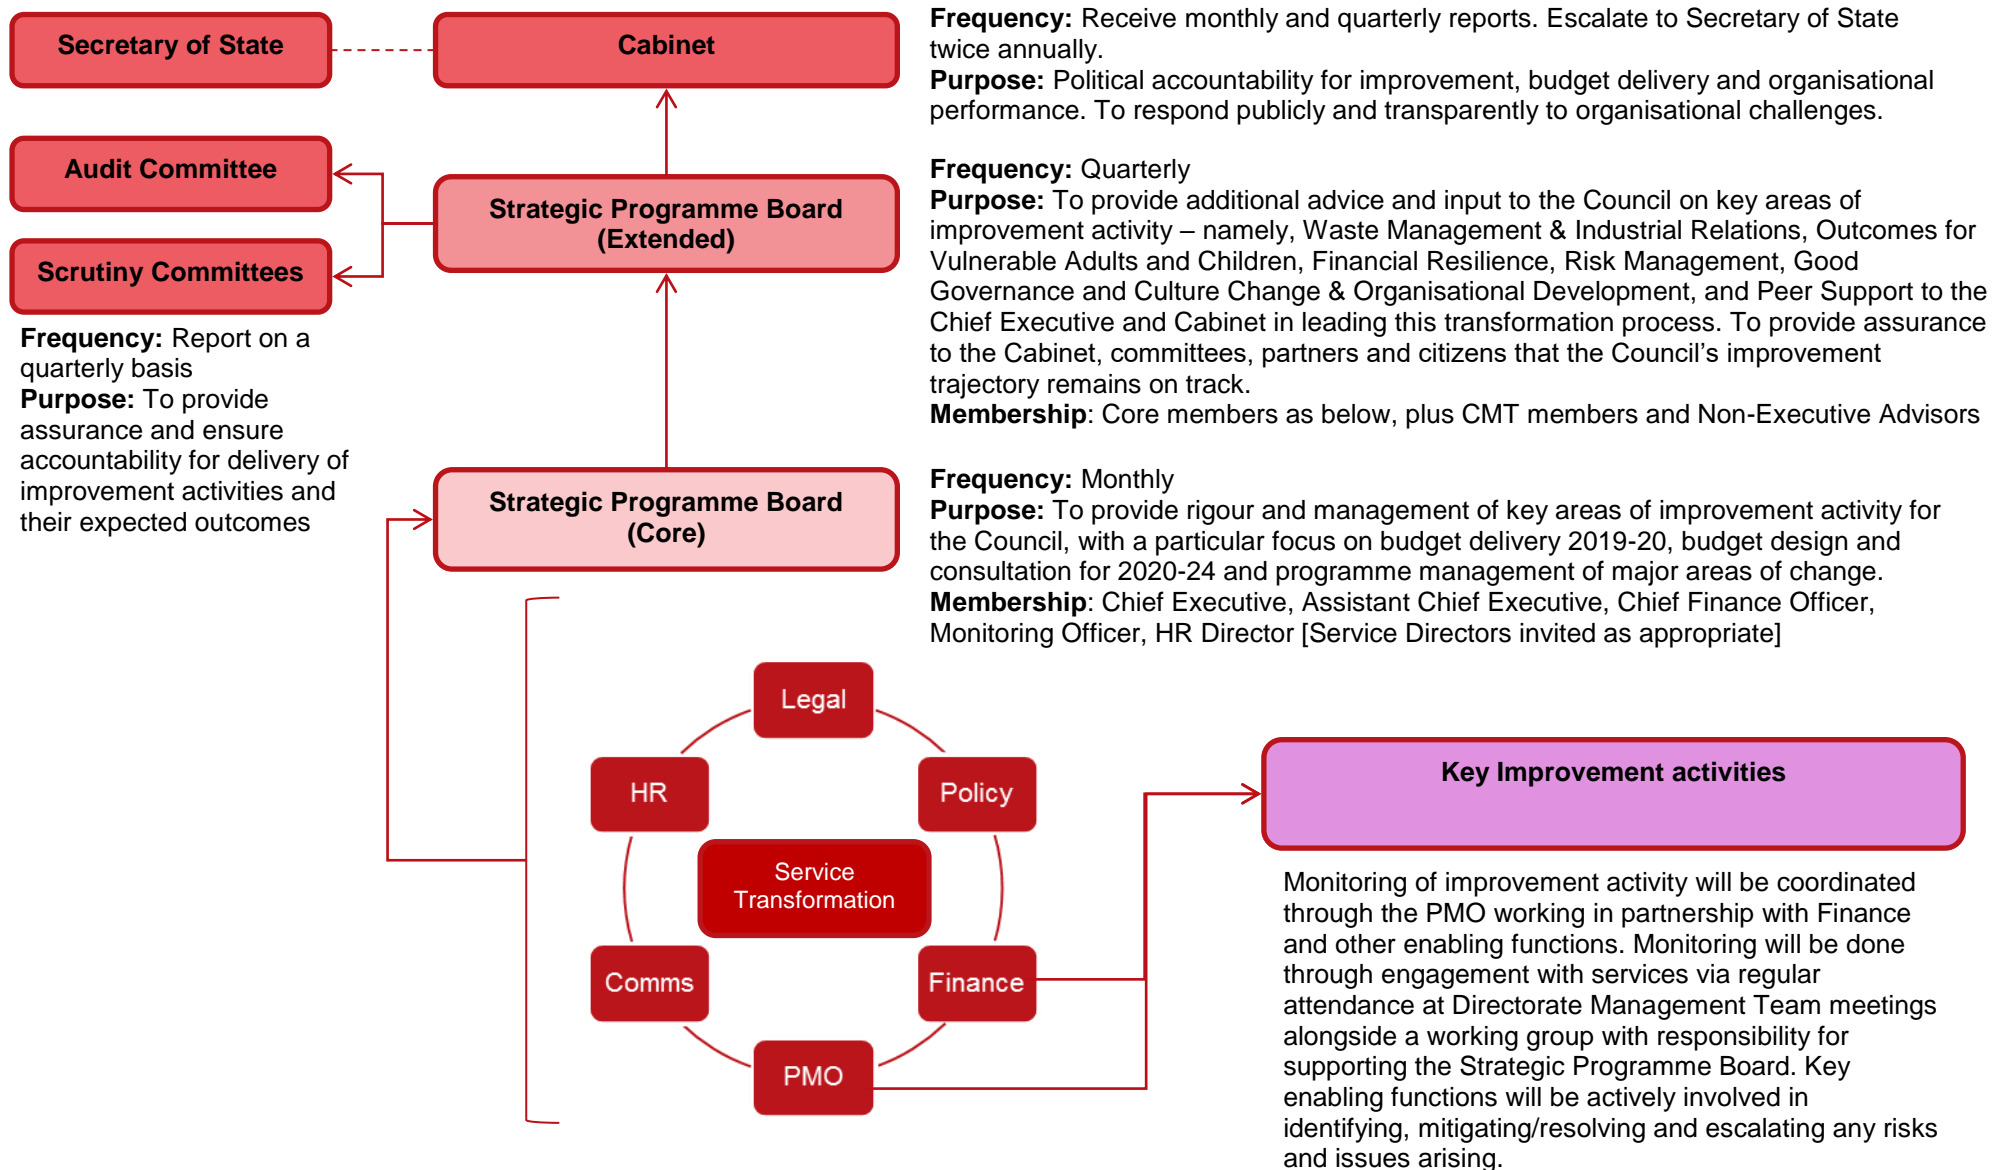 Secretary of State
Cabinet
Frequency: Receive monthly and quarterly reports. Escalate to Secretary of State
twice annually.
Purpose: Political accountability for improvement, budget delivery and organisational
performance. To respond publicly and transparently to organisational challenges.
Audit Committee
Scrutiny Committees
Frequency: Report on a
quarterly basis
Purpose: To provide
assurance and ensure
accountability for delivery of
improvement activities and
their expected outcomes
Strategic Programme Board
(Extended)
Frequency: Quarterly
Purpose: To provide additional advice and input to the Council on key areas of
improvement activity – namely, Waste Management & Industrial Relations, Outcomes for
Vulnerable Adults and Children, Financial Resilience, Risk Management, Good
Governance and Culture Change & Organisational Development, and Peer Support to the
Chief Executive and Cabinet in leading this transformation process. To provide assurance
to the Cabinet, committees, partners and citizens that the Council’s improvement
trajectory remains on track.
Membership: Core members as below, plus CMT members and Non-Executive Advisors
Strategic Programme Board
(Core)
Frequency: Monthly
Purpose: To provide rigour and management of key areas of improvement activity for
the Council, with a particular focus on budget delivery 2019-20, budget design and
consultation for 2020-24 and programme management of major areas of change.
Membership: Chief Executive, Assistant Chief Executive, Chief Finance Officer,
Monitoring Officer, HR Director [Service Directors invited as appropriate]
Legal
HR
Policy
Service
Transformation
Comms
Finance
PMO
Key Improvement activities
Monitoring of improvement activity will be coordinated
through the PMO working in partnership with Finance
and other enabling functions. Monitoring will be done
through engagement with services via regular
attendance at Directorate Management Team meetings
alongside a working group with responsibility for
supporting the Strategic Programme Board. Key
enabling functions will be actively involved in
identifying, mitigating/resolving and escalating any risks
and issues arising.